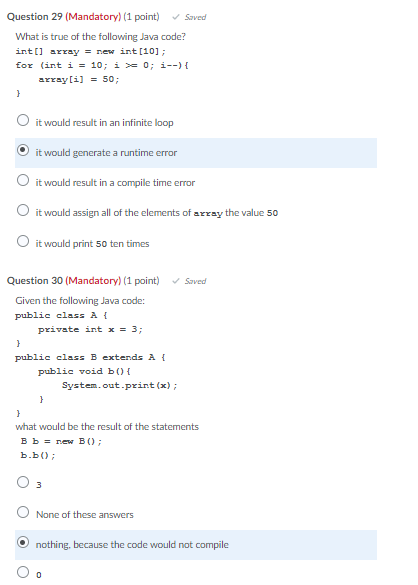 Question 29 (Mandatory) (1 point) ✓ Saved
What is true of the following Java code?
int[] array = new int[10];
for (int i = 10; i >= 0; i--){
array[i] = 50;
}
it would result in an infinite loop
it would generate a runtime error
it would result in a compile time error
it would assign all of the elements of array the value 50
it would print 50 ten times
Question 30 (Mandatory) (1 point) ✓ Saved
Given the following Java code:
public class A {
private int x = 3;
}
public class B extends A {
public void b(){
System.out.print(x);
}
}
what would be the result of the statements
B b = new B();
b.b();
3
None of these answers
nothing, because the code would not compile
0